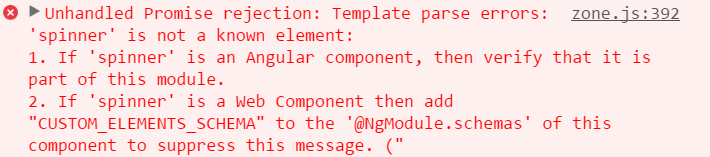 Unhandled Promise rejection: Template parse errors: zone.js:392
'spinner' is not a known element:
1. If 'spinner' is an Angular component, then verify that it is
part of this module.
2. If 'spinner' is a Web Component then add
"CUSTOM_ELEMENTS_SCHEMA" to the '@NgModule.schemas' of this
component to suppress this message. ("